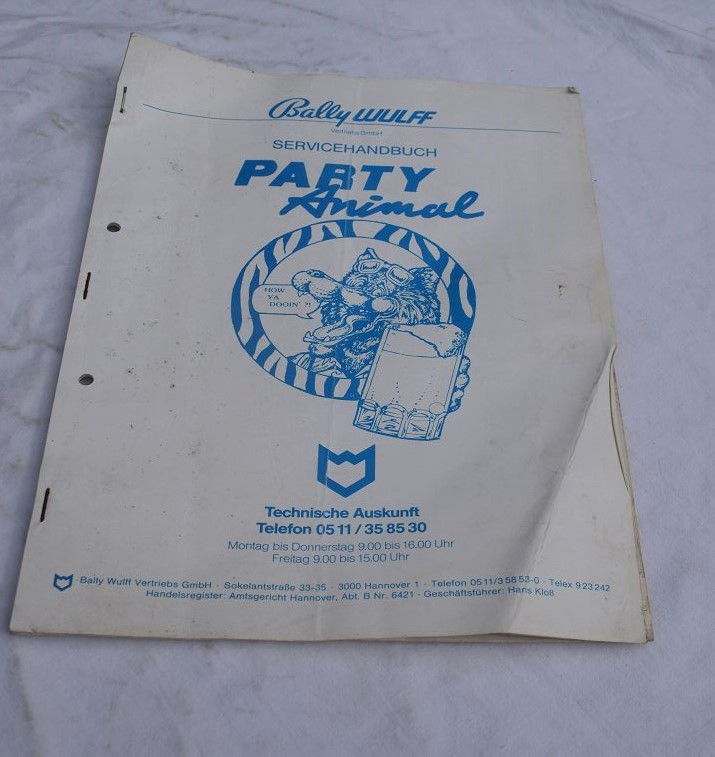 Bally WULFF
Vertriebs GmbH
SERVICEHANDBUCH
PARTY
Animal
HOW
YA
DOOIN' ?!
Technische Auskunft
Telefon 05 11 / 35 85 30
Montag bis Donnerstag 9.00 bis 16.00 Uhr
Freitag 9.00 bis 15.00 Uhr
Bally Wulff Vertriebs GmbH · Sokelantstraße 33-35 · 3000 Hannover 1 · Telefon 05 11/3 58 53-0 · Telex 9 23 242
Handelsregister: Amtsgericht Hannover, Abt. B Nr. 6421 · Geschäftsführer: Hans Kloß